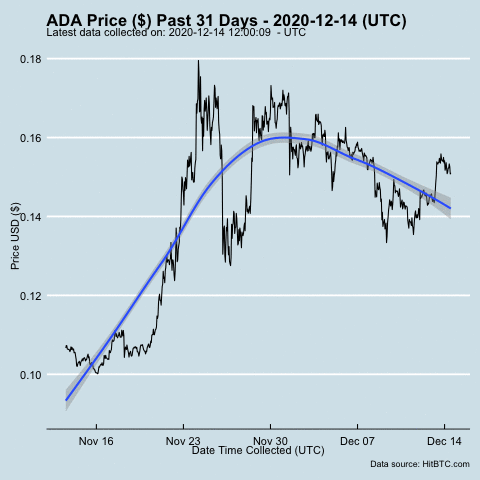 ADA Price ($) Past 31 Days - 2020-12-14 (UTC)
Latest data collected on: 2020-12-14 12:00:09 - UTC
0.18
0.16
0.14
0.12
0.10
Price USD ($)
Nov 16 Nov 23 Nov 30 Dec 07 Dec 14
Date Time Collected (UTC)
Data source: HitBTC.com